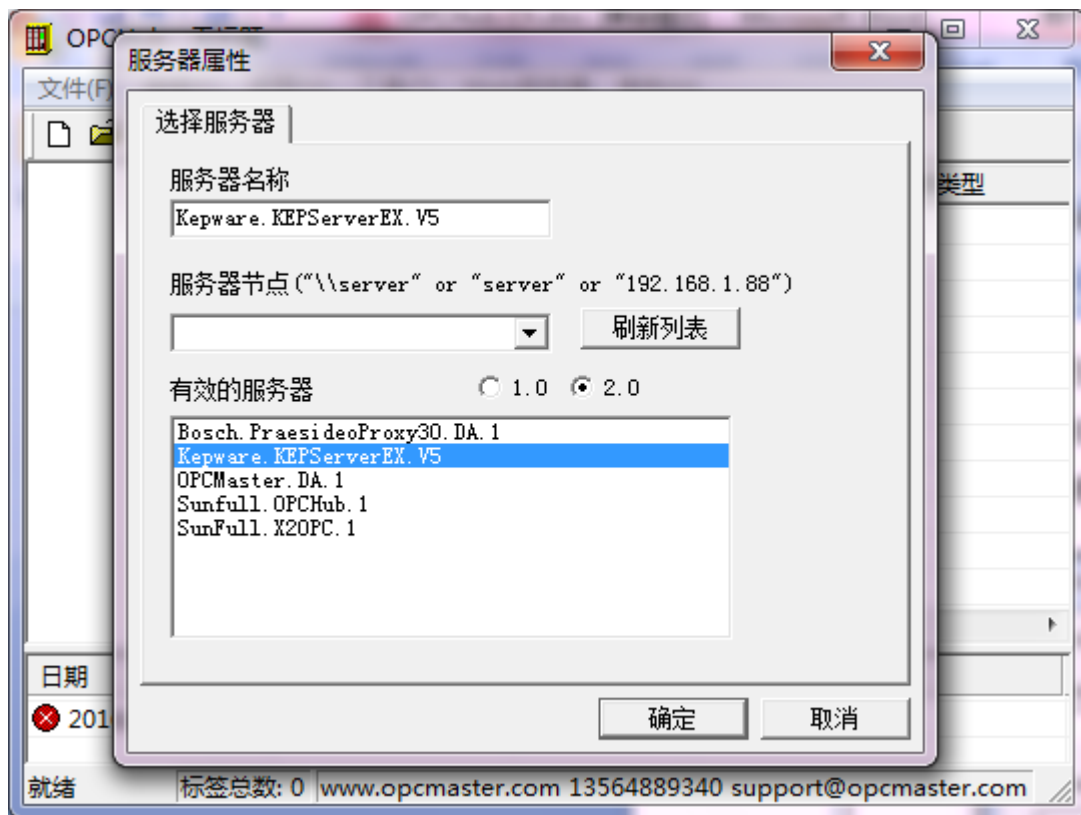 OPC
服务器属性
文件(F)
选择服务器
服务器名称
类型
Kepware.KEPServerEX.V5
服务器节点("\\server" or "server" or "192.168.1.88")
刷新列表
有效的服务器 1.0 2.0
Bosch.PraesideoProxy30.DA.1
Kepware.KEPServerEX.V5
OPCMaster.DA.1
Sunfull.OPCHub.1
SunFull.X2OPC.1
日期
201
确定 取消
就绪 标签总数: 0 www.opcmaster.com 13564889340 support@opcmaster.com